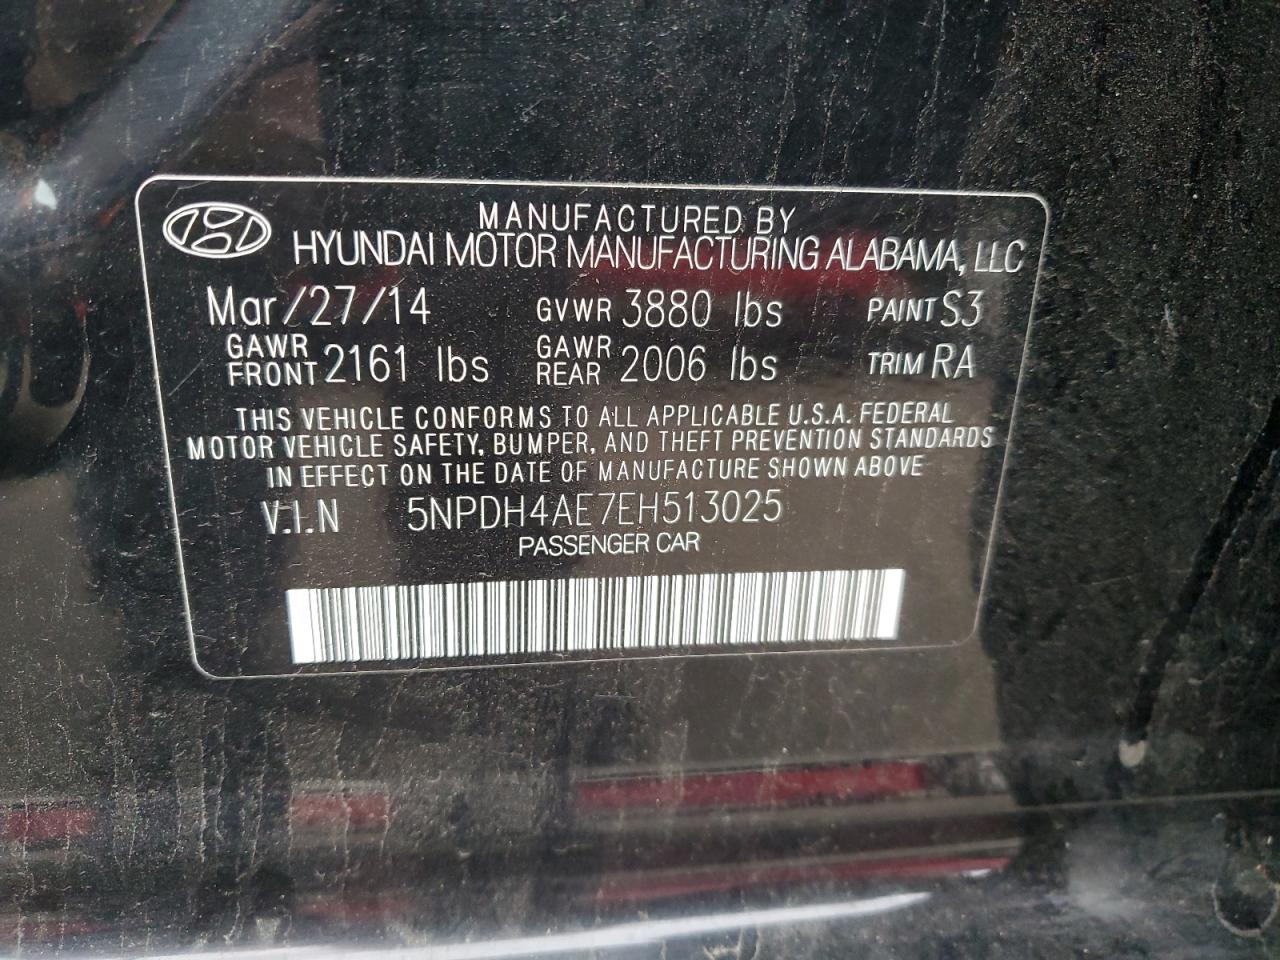 MANUFACTURED BY
HYUNDAI MOTOR MANUFACTURING ALABAMA, LLC
Mar/27/14 GVWR 3880 lbs PAINT S3
GAWR FRONT 2161 lbs GAWR REAR 2006 lbs TRIM RA
THIS VEHICLE CONFORMS TO ALL APPLICABLE U.S.A. FEDERAL
MOTOR VEHICLE SAFETY, BUMPER, AND THEFT PREVENTION STANDARDS
IN EFFECT ON THE DATE OF MANUFACTURE SHOWN ABOVE
V.I.N 5NPDH4AE7EH513025
PASSENGER CAR